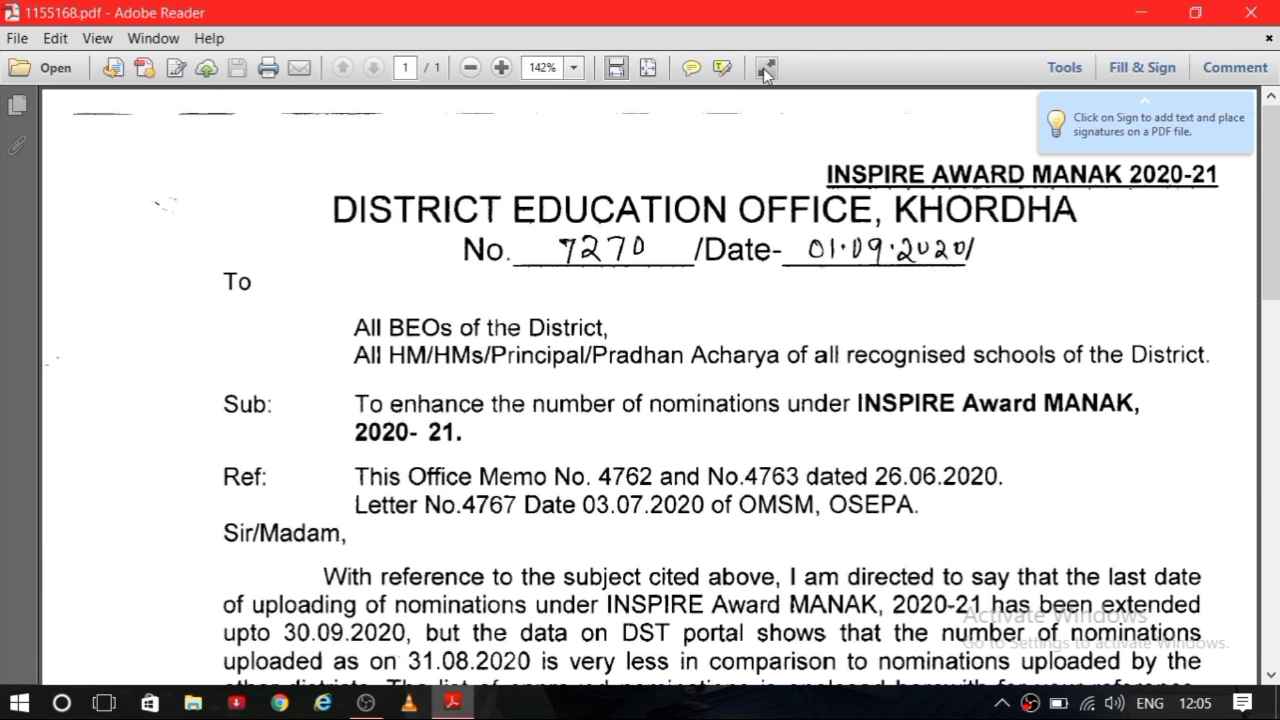 1155168.pdf - Adobe Reader
File Edit View Window Help
Open 1 / 1 142% Tools Fill & Sign Comment
Click on Sign to add text and place
signatures on a PDF file.
INSPIRE AWARD MANAK 2020-21
DISTRICT EDUCATION OFFICE, KHORDHA
No. 7270 /Date- 01.09.2020/
To
All BEOs of the District,
All HM/HMs/Principal/Pradhan Acharya of all recognised schools of the District.
Sub: To enhance the number of nominations under INSPIRE Award MANAK,
2020- 21.
Ref: This Office Memo No. 4762 and No.4763 dated 26.06.2020.
Letter No.4767 Date 03.07.2020 of OMSM, OSEPA.
Sir/Madam,
With reference to the subject cited above, I am directed to say that the last date
of uploading of nominations under INSPIRE Award MANAK, 2020-21 has been extended
upto 30.09.2020, but the data on DST portal shows that the number of nominations
uploaded as on 31.08.2020 is very less in comparison to nominations uploaded by the
Activate Windows
Go to Settings to activate Windows.
ENG 12:05